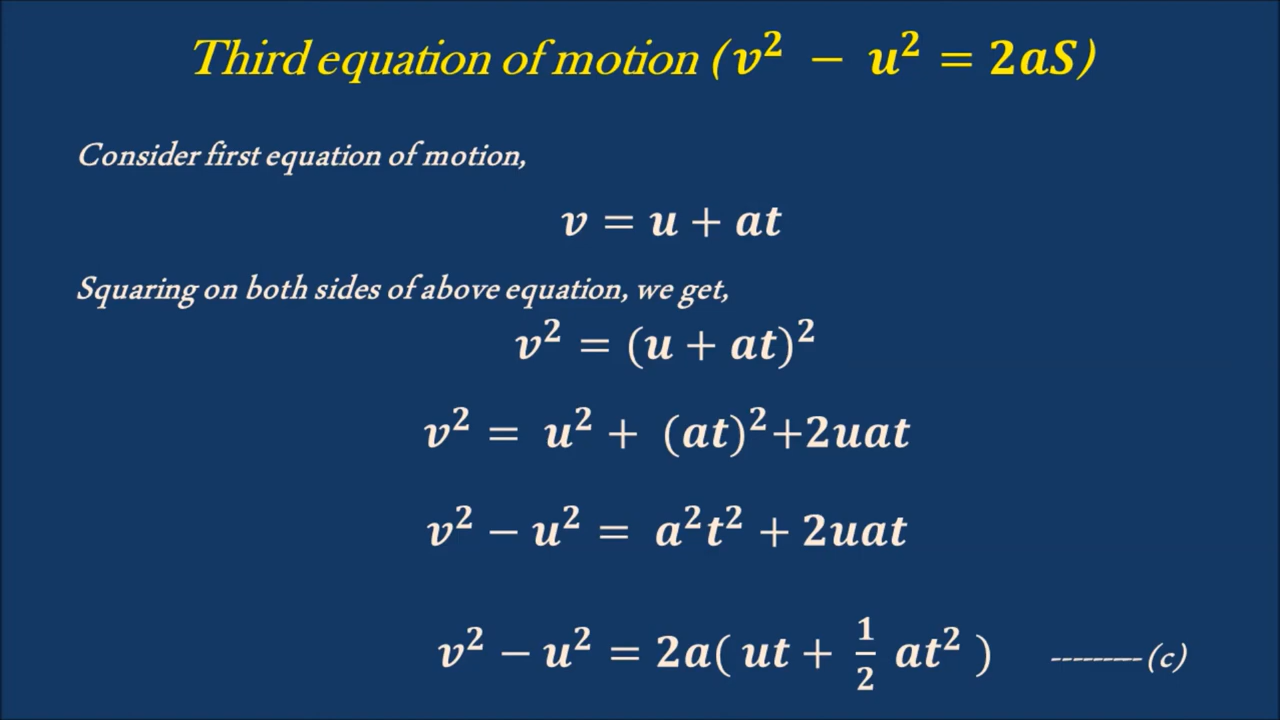 Third equation of motion (v² − u² = 2aS)
Consider first equation of motion,
v = u + at
Squaring on both sides of above equation, we get,
v² = (u + at)²
v² = u² + (at)²+2uat
v² − u² = a²t² + 2uat
v² − u² = 2a( ut + 1/2 at² ) ---------(c)